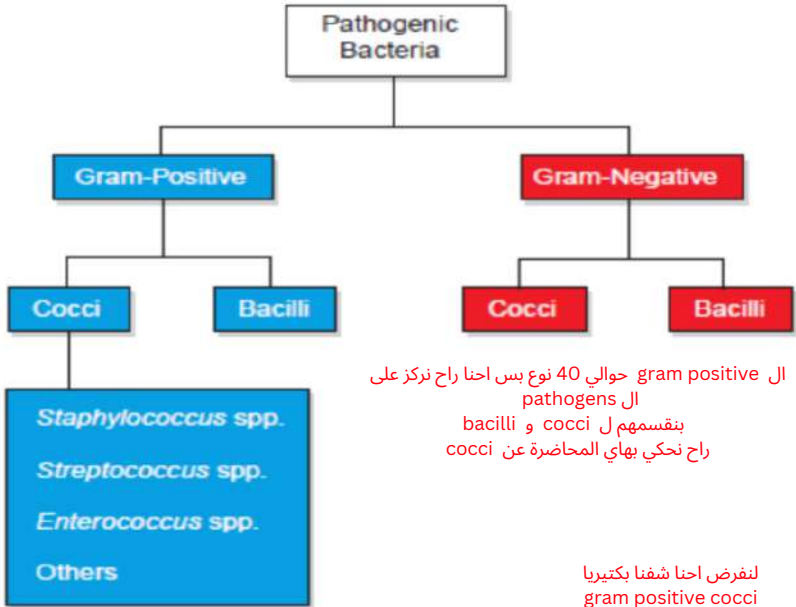 Pathogenic
Bacteria
Gram-Positive
Gram-Negative
Cocci
Bacilli
Cocci
Bacilli
Staphylococcus spp.
Streptococcus spp.
Enterococcus spp.
Others
ال gram positive حوالي 40 نوع بس احنا راح نركز على
ال pathogens
بنقسمهم ل cocci و bacilli
راح نحكي بهاي المحاضرة عن cocci
لنفرض احنا شفنا بكتيريا
gram positive cocci